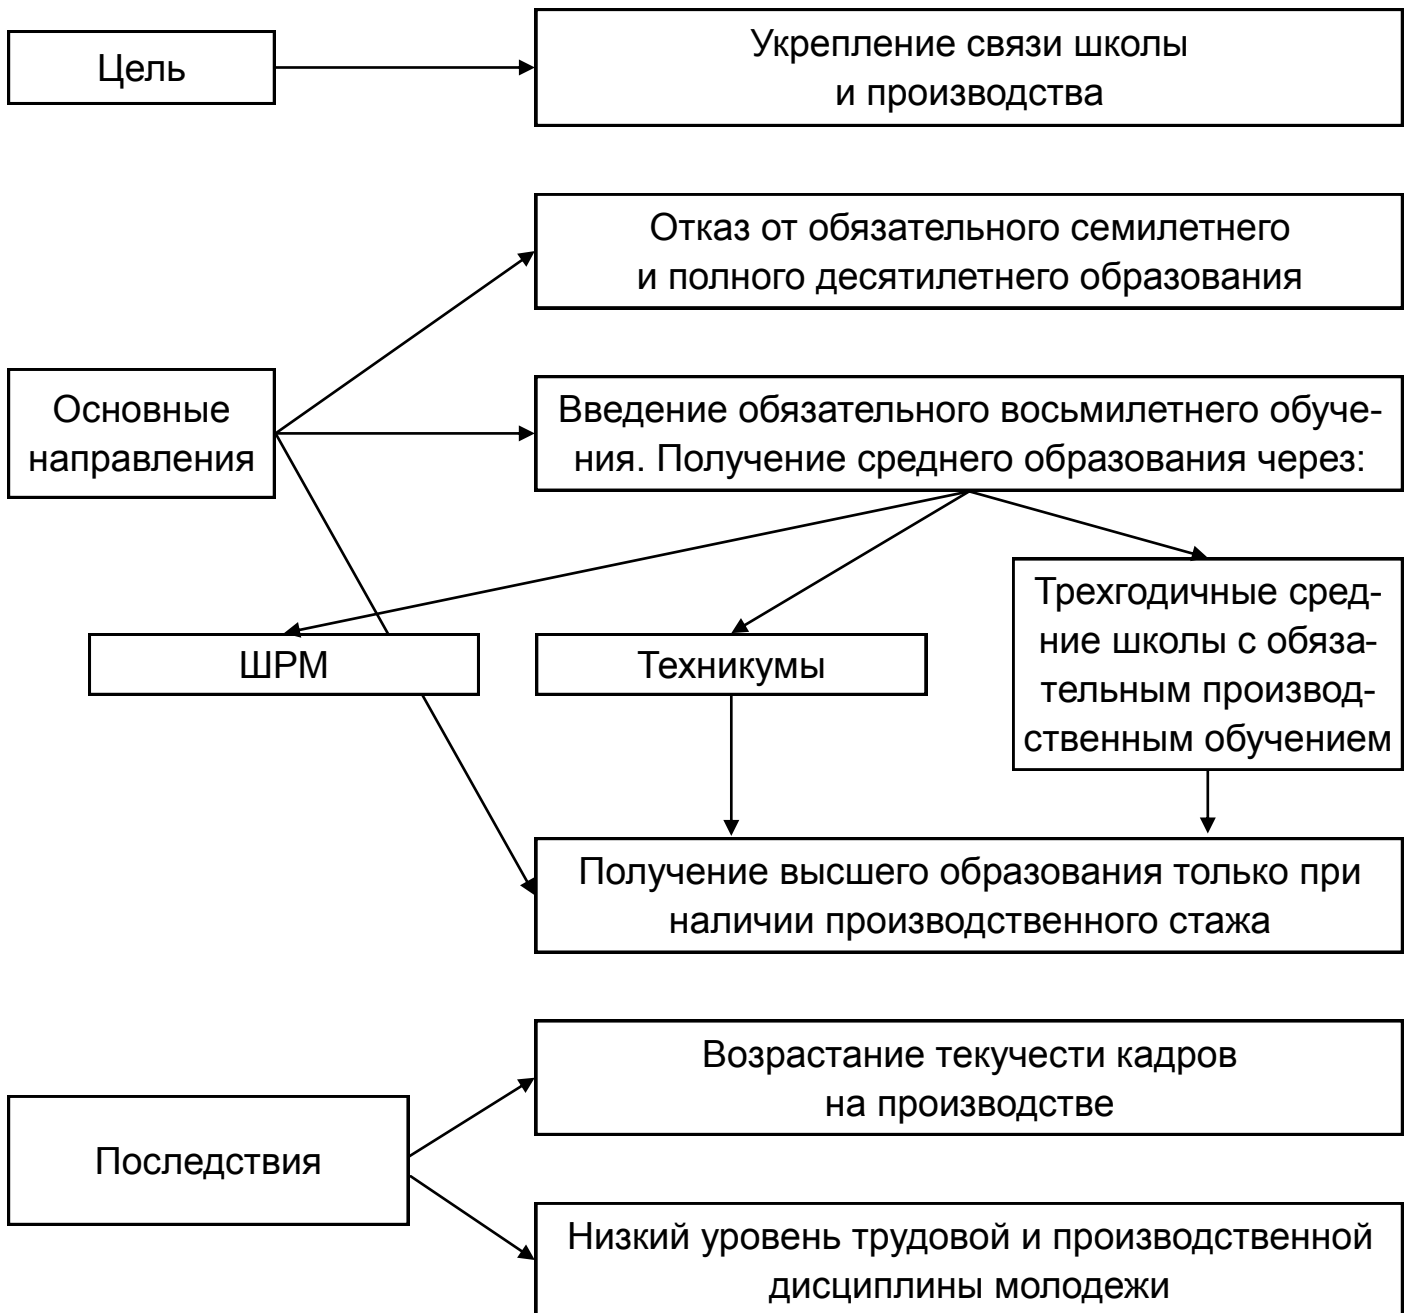 Цель
Укрепление связи школы
и производства
Отказ от обязательного семилетнего
и полного десятилетнего образования
Основные
направления
Введение обязательного восьмилетнего обуче-
ния. Получение среднего образования через:
ШРМ
Техникумы
Трехгодичные сред-
ние школы с обяза-
тельным производ-
ственным обучением
Получение высшего образования только при
наличии производственного стажа
Последствия
Возрастание текучести кадров
на производстве
Низкий уровень трудовой и производственной
дисциплины молодежи